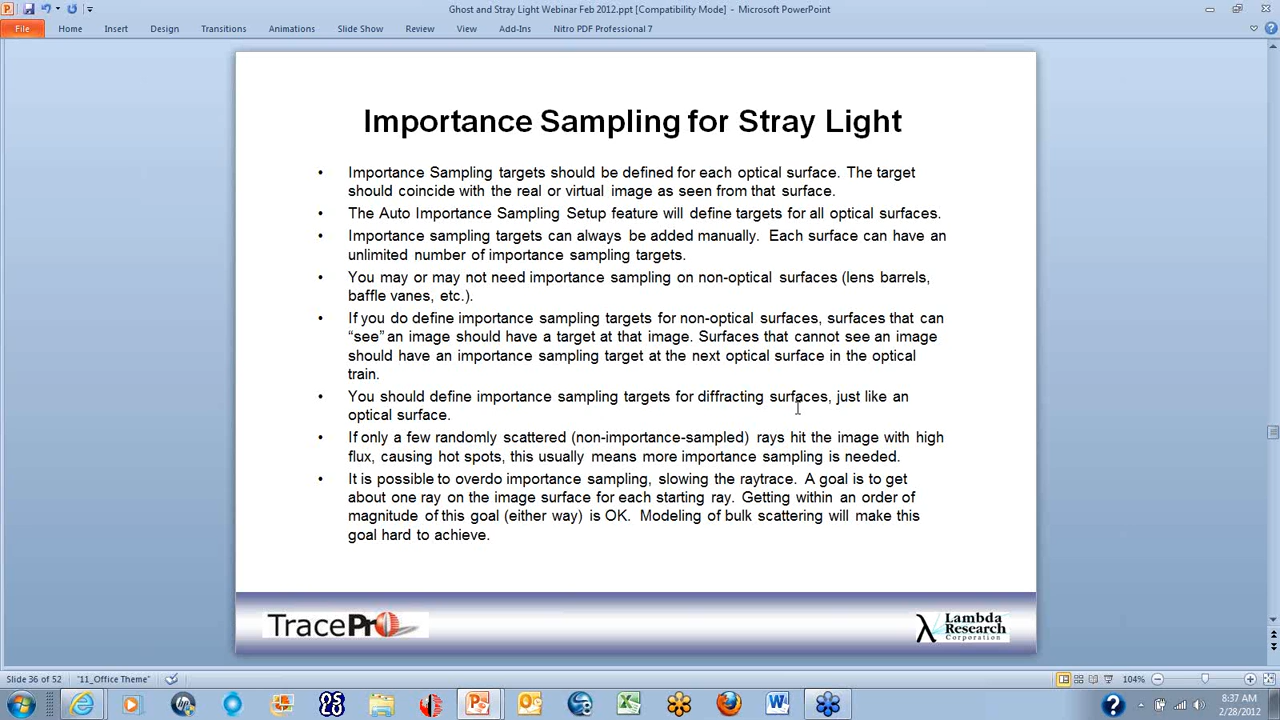 Ghost and Stray Light Webinar Feb 2012.ppt [Compatibility Mode] - Microsoft PowerPoint
File Home Insert Design Transitions Animations Slide Show Review View Add-Ins Nitro PDF Professional 7
Importance Sampling for Stray Light
• Importance Sampling targets should be defined for each optical surface. The target
should coincide with the real or virtual image as seen from that surface.
• The Auto Importance Sampling Setup feature will define targets for all optical surfaces.
• Importance sampling targets can always be added manually. Each surface can have an
unlimited number of importance sampling targets.
• You may or may not need importance sampling on non-optical surfaces (lens barrels,
baffle vanes, etc.).
• If you do define importance sampling targets for non-optical surfaces, surfaces that can
“see” an image should have a target at that image. Surfaces that cannot see an image
should have an importance sampling target at the next optical surface in the optical
train.
• You should define importance sampling targets for diffracting surfaces, just like an
optical surface.
• If only a few randomly scattered (non-importance-sampled) rays hit the image with high
flux, causing hot spots, this usually means more importance sampling is needed.
• It is possible to overdo importance sampling, slowing the raytrace. A goal is to get
about one ray on the image surface for each starting ray. Getting within an order of
magnitude of this goal (either way) is OK. Modeling of bulk scattering will make this
goal hard to achieve.
TracePro
λ Lambda
Research
Corporation
Slide 36 of 52 "11_Office Theme" 104%
8:37 AM
2/28/2012